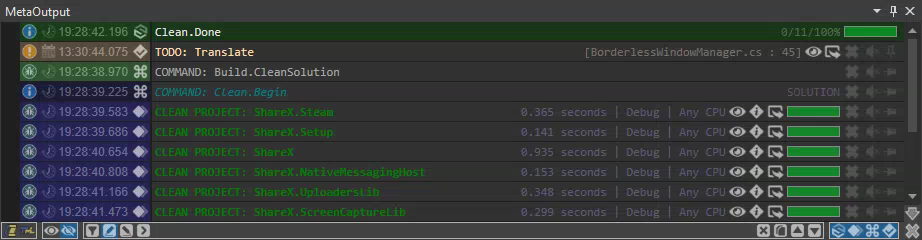 MetaOutput
19:28:42.196 Clean.Done 0/11/100%
13:30:44.075 TODO: Translate [BorderlessWindowManager.cs : 45]
19:28:38.970 COMMAND: Build.CleanSolution
19:28:39.225 COMMAND: Clean.Begin SOLUTION
19:28:39.583 CLEAN PROJECT: ShareX.Steam 0.365 seconds | Debug | Any CPU
19:28:39.686 CLEAN PROJECT: ShareX.Setup 0.141 seconds | Debug | Any CPU
19:28:40.654 CLEAN PROJECT: ShareX 0.935 seconds | Debug | Any CPU
19:28:40.808 CLEAN PROJECT: ShareX.NativeMessagingHost 0.153 seconds | Debug | Any CPU
19:28:41.166 CLEAN PROJECT: ShareX.UploadersLib 0.348 seconds | Debug | Any CPU
19:28:41.473 CLEAN PROJECT: ShareX.ScreenCaptureLib 0.299 seconds | Debug | Any CPU